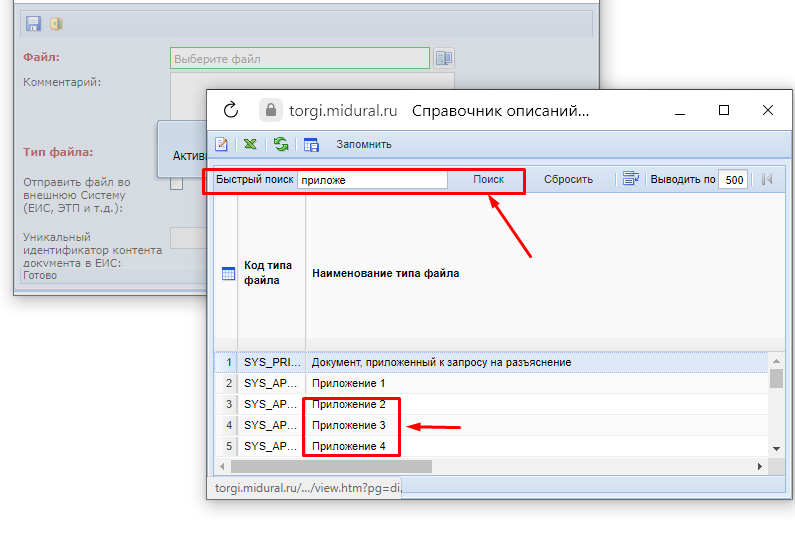 Файл:
Выберите файл
Комментарий:
Тип файла:
Отправить файл во
внешнюю Систему
(ЕИС, ЭТП и т.д.):
Уникальный
идентификатор контента
документа в ЕИС:
Готово
torgi.midural.ru Справочник описаний...
Запомнить
Быстрый поиск приложе Поиск Сбросить Выводить по 500
Код типа
файла
Наименование типа файла
1 SYS_PRI... Документ, приложенный к запросу на разъяснение
2 SYS_AP... Приложение 1
3 SYS_AP... Приложение 2
4 SYS_AP... Приложение 3
5 SYS_AP... Приложение 4
torgi.midural.ru/.../view.htm?pg=di